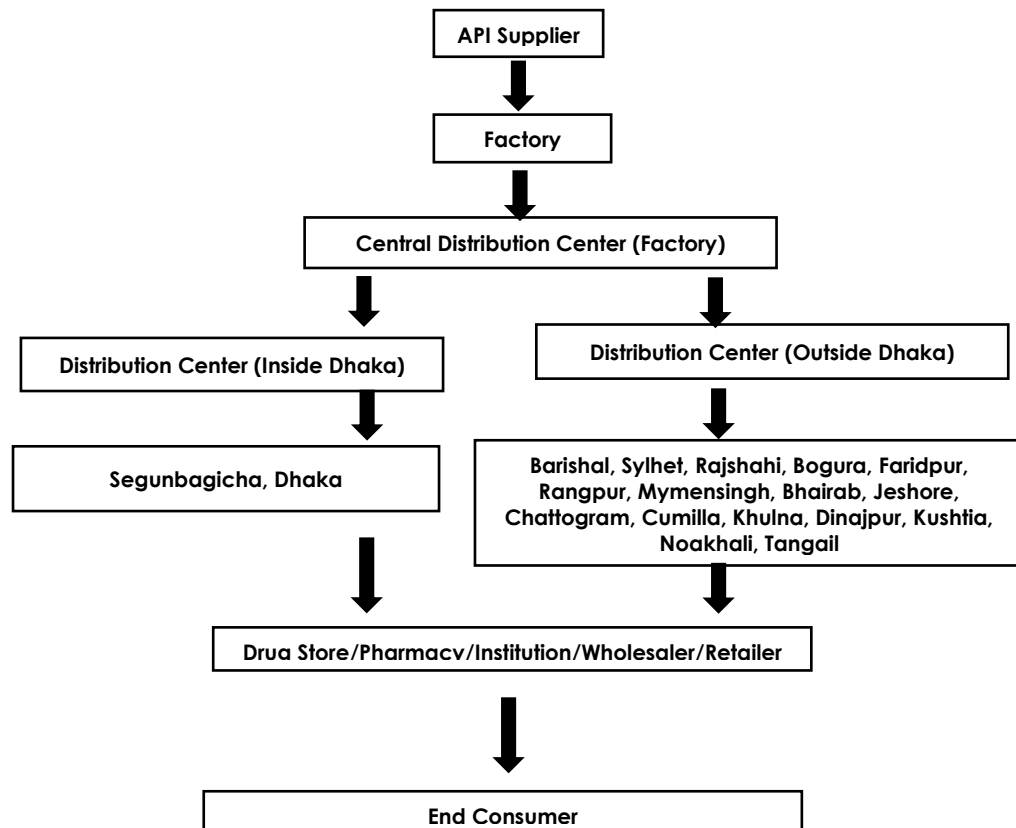 API Supplier
Factory
Central Distribution Center (Factory)
Distribution Center (Inside Dhaka)
Distribution Center (Outside Dhaka)
Segunbagicha, Dhaka
Barishal, Sylhet, Rajshahi, Bogura, Faridpur,
Rangpur, Mymensingh, Bhairab, Jeshore,
Chattogram, Cumilla, Khulna, Dinajpur, Kushtia,
Noakhali, Tangail
Drua Store/Pharmacv/Institution/Wholesaler/Retailer
End Consumer